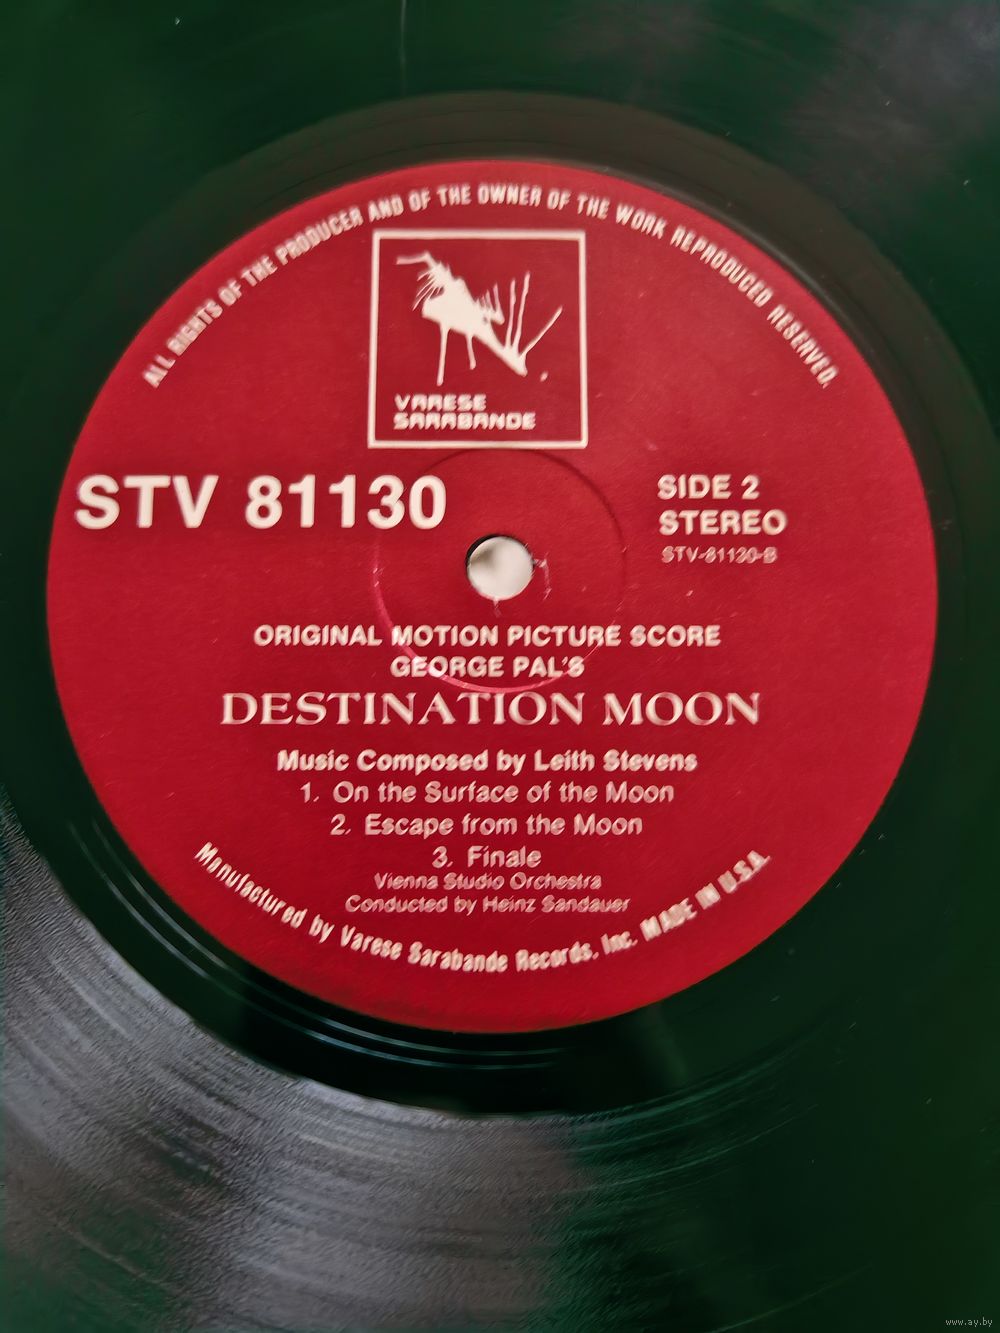 ALL RIGHTS OF THE PRODUCER AND OF THE OWNER OF THE WORK REPRODUCED RESERVED.
VARESE
SARABANDE
STV 81130
SIDE 2
STEREO
STV-81130-B
ORIGINAL MOTION PICTURE SCORE
GEORGE PAL'S
DESTINATION MOON
Music Composed by Leith Stevens
1. On the Surface of the Moon
2. Escape from the Moon
3. Finale
Vienna Studio Orchestra
Conducted by Heinz Sandauer
Manufactured by Varese Sarabande Records, Inc. MADE IN U.S.A.
www.ay.by